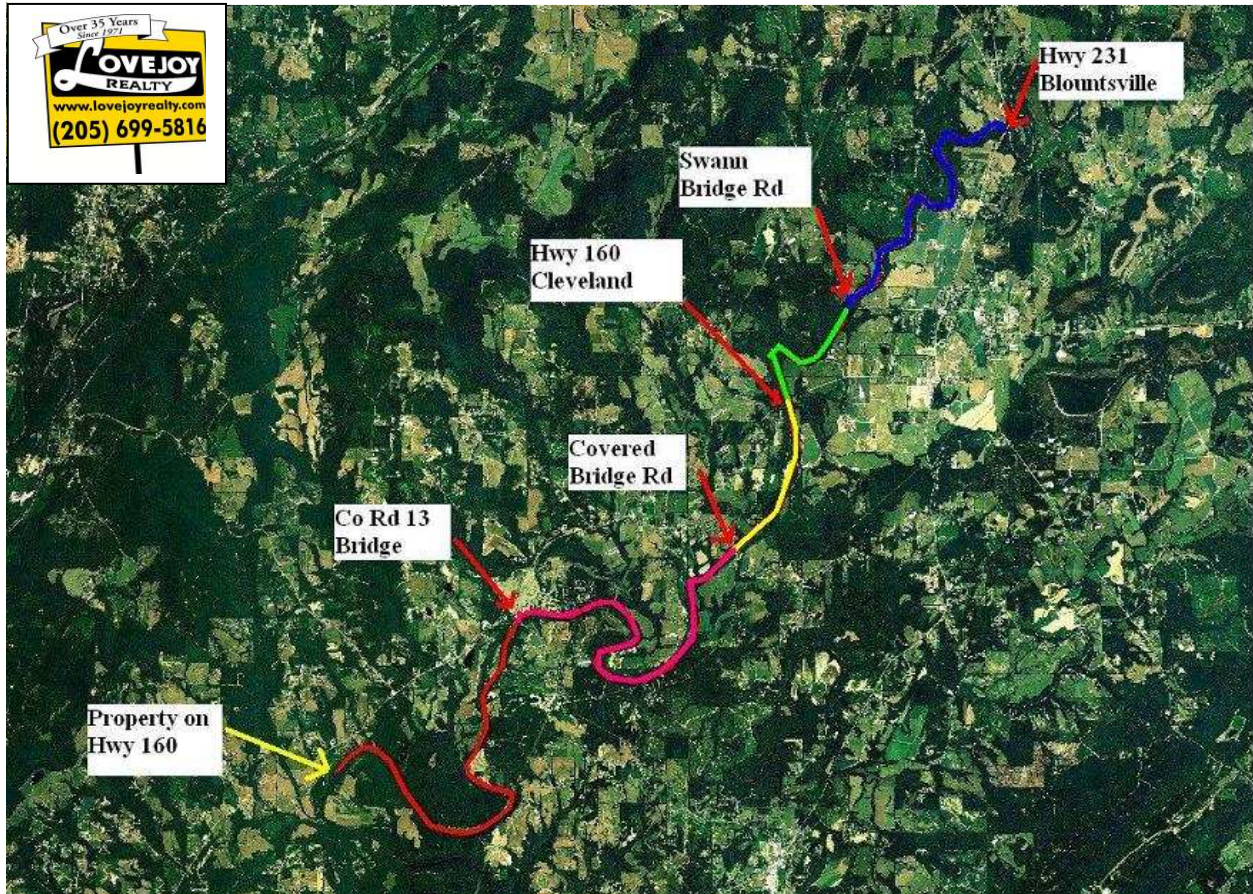 Over 35 Years
Since 1971
LOVEJOY
REALTY
www.lovejoyrealty.com
(205) 699-5816
Hwy 231
Blountsville
Swann
Bridge Rd
Hwy 160
Cleveland
Covered
Bridge Rd
Co Rd 13
Bridge
Property on
Hwy 160